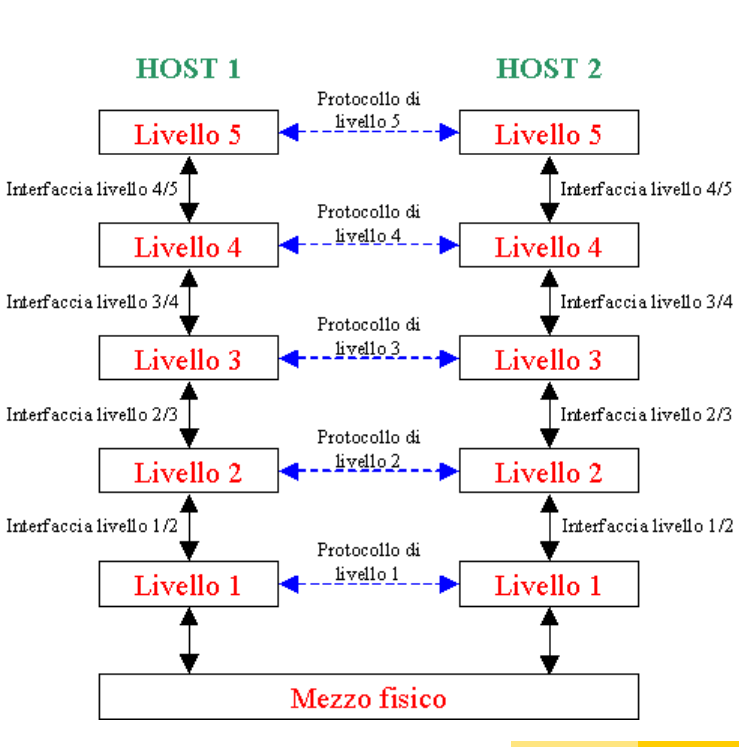 HOST 1
HOST 2
Protocollo di
livello 5
Livello 5
Livello 5
Interfaccia livello 4/5
Interfaccia livello 4/5
Protocollo di
livello 4
Livello 4
Livello 4
Interfaccia livello 3/4
Interfaccia livello 3/4
Protocollo di
livello 3
Livello 3
Livello 3
Interfaccia livello 2/3
Interfaccia livello 2/3
Protocollo di
livello 2
Livello 2
Livello 2
Interfaccia livello 1/2
Interfaccia livello 1/2
Protocollo di
livello 1
Livello 1
Livello 1
Mezzo fisico